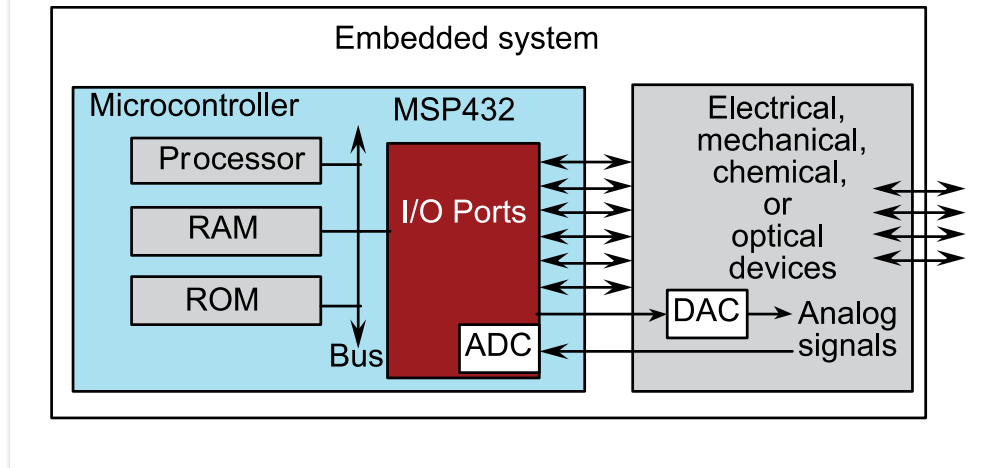 Embedded system
Microcontroller
MSP432
Processor
RAM
ROM
Bus
I/O Ports
ADC
Electrical,
mechanical,
chemical,
or
optical
devices
DAC
Analog
signals